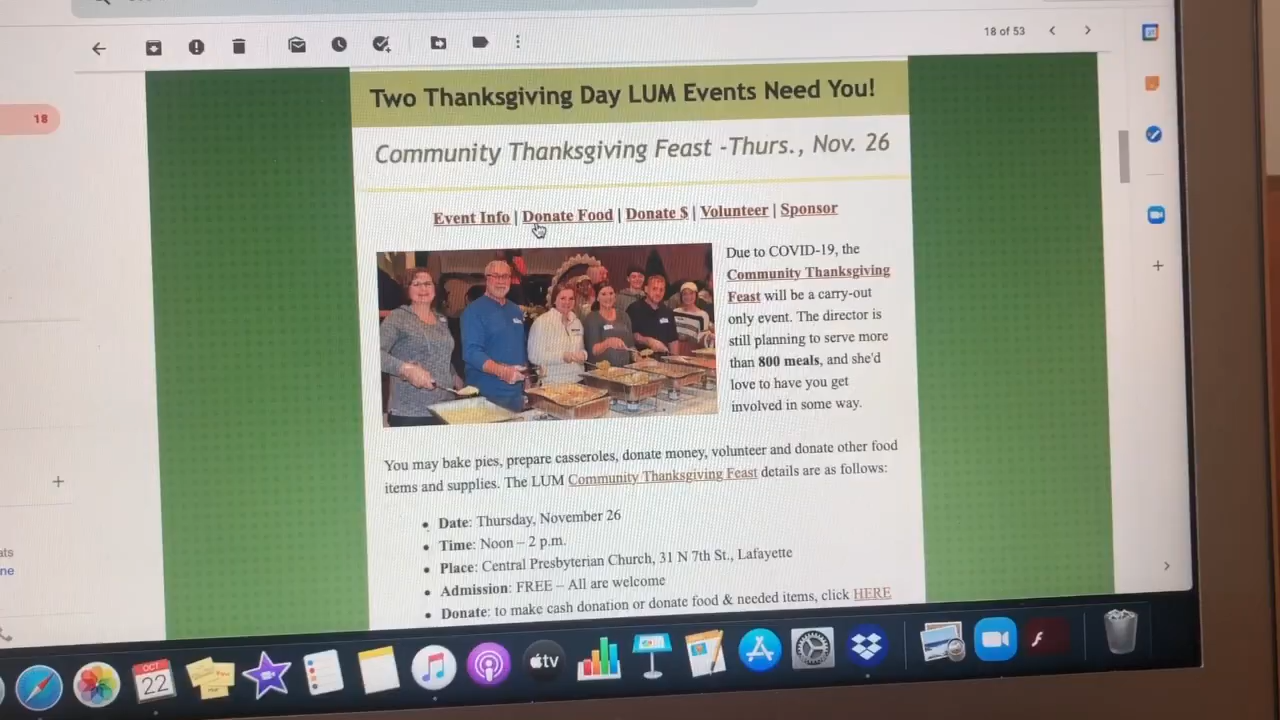 18 of 53
18
Two Thanksgiving Day LUM Events Need You!
Community Thanksgiving Feast -Thurs., Nov. 26
Event Info | Donate Food | Donate $ | Volunteer | Sponsor
Due to COVID-19, the
Community Thanksgiving
Feast will be a carry-out
only event. The director is
still planning to serve more
than 800 meals, and she'd
love to have you get
involved in some way.
You may bake pies, prepare casseroles, donate money, volunteer and donate other food
items and supplies. The LUM Community Thanksgiving Feast details are as follows:
• Date: Thursday, November 26
• Time: Noon – 2 p.m.
• Place: Central Presbyterian Church, 31 N 7th St., Lafayette
• Admission: FREE – All are welcome
• Donate: to make cash donation or donate food & needed items, click HERE
OCT
22
tv